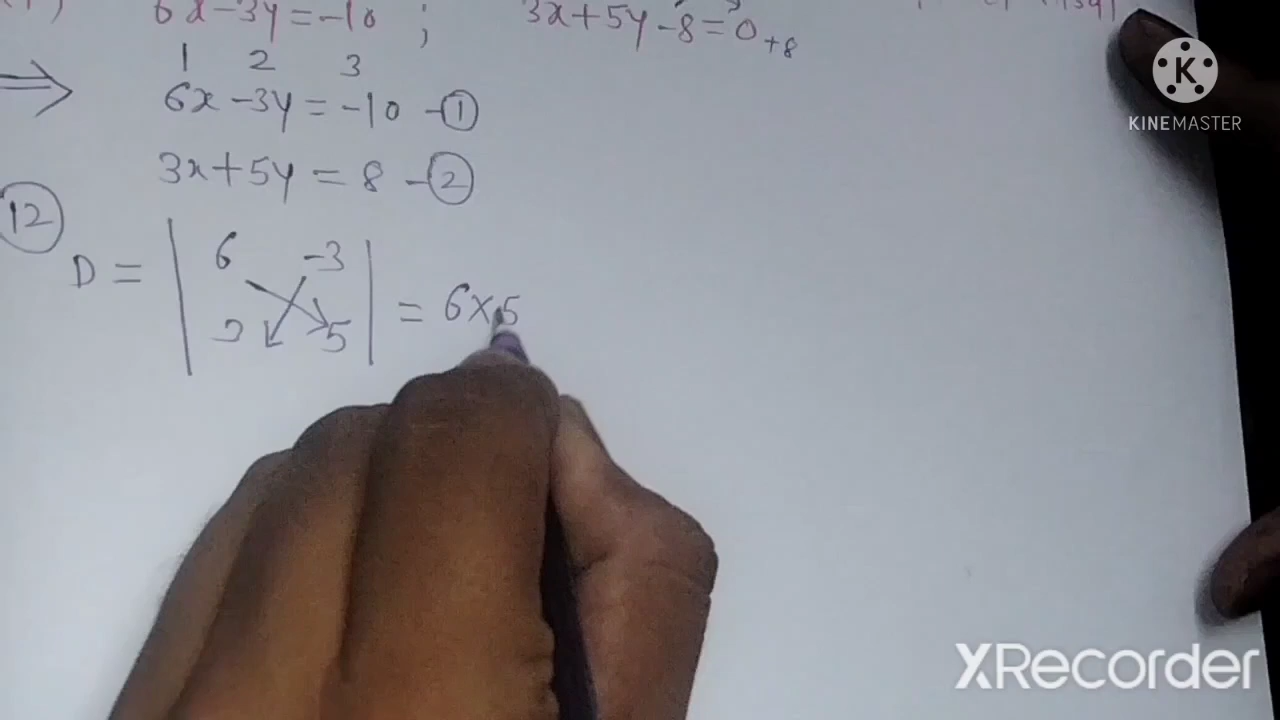 6x-3y=-10 ; 3x+5y-8=0+8
1 2 3
⇒ 6x-3y=-10 -①
3x+5y=8 -②
⑫
D = | 6 -3 | = 6×5
| 3 5 |
K
KINEMASTER
XRecorder